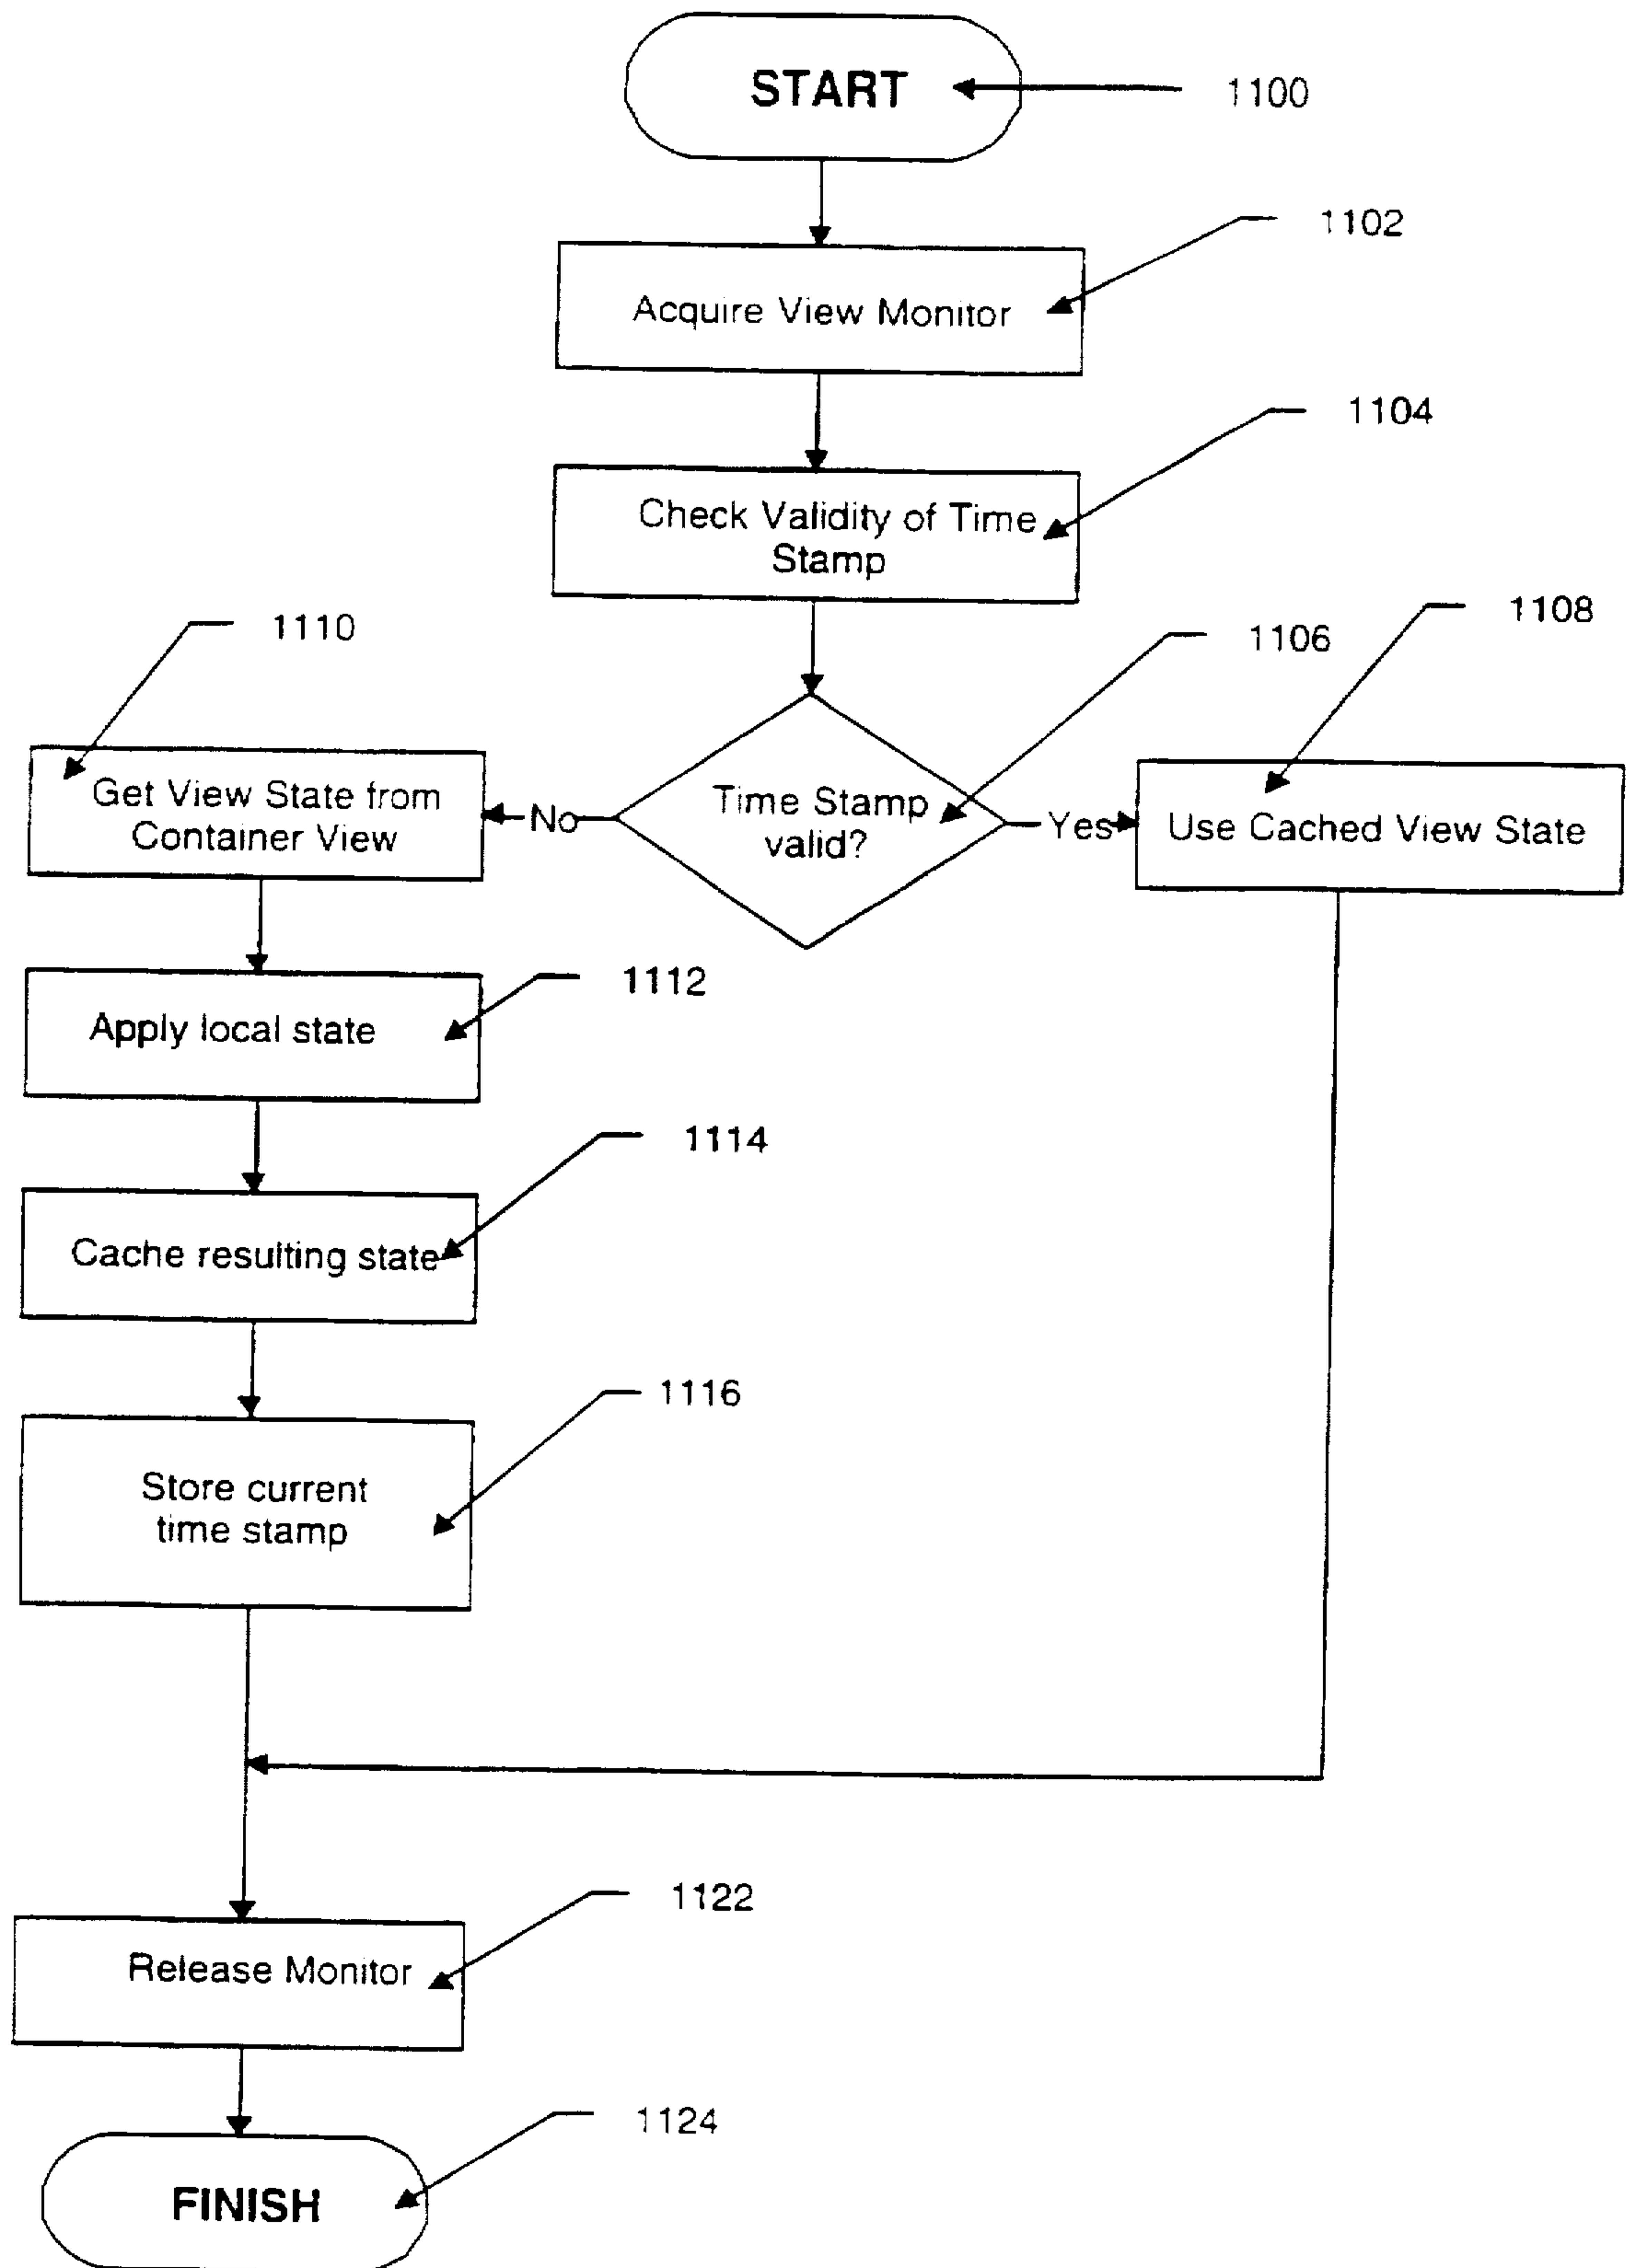 START
1100
1102
Acquire View Monitor
1104
Check Validity of Time
Stamp
1110
1106
1108
Get View State from
Container View
No
Time Stamp
valid?
Yes
Use Cached View State
1112
Apply local state
1114
Cache resulting state
1116
Store current
time stamp
1122
Release Monitor
1124
FINISH